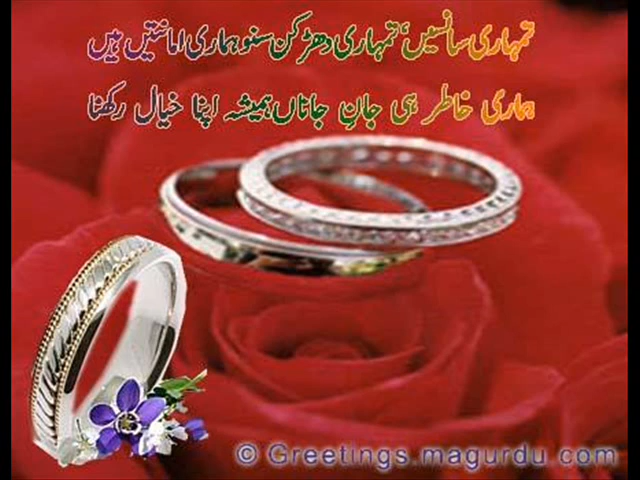 تمہاری سانسیں، تمہاری دھڑکن سنو ہماری امانتیں ہیں
ہماری خاطر ہی جانِ جاناں ہمیشہ اپنا خیال رکھنا
© Greetings.magurdu.com